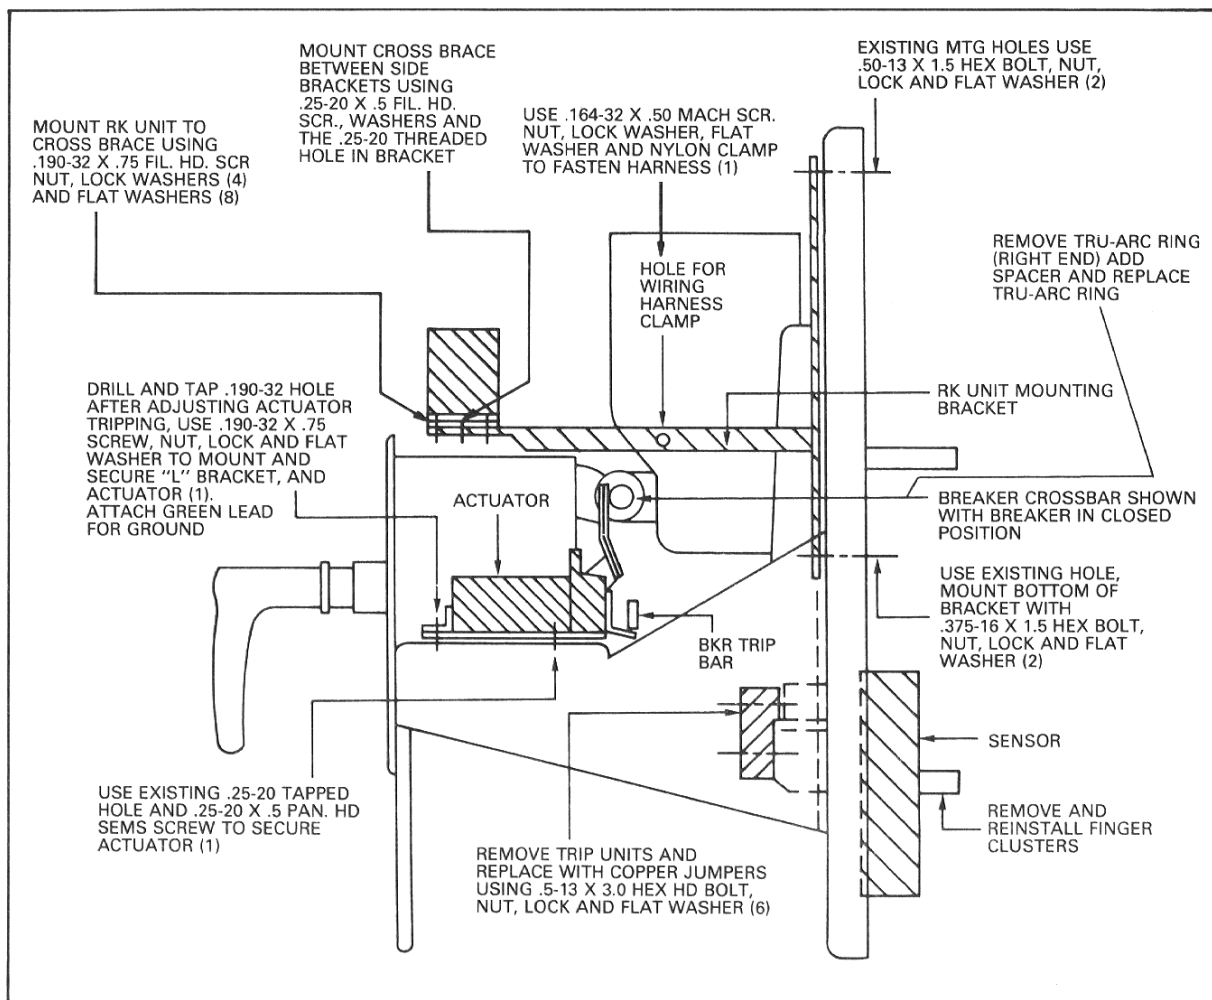 MOUNT CROSS BRACE
BETWEEN SIDE
BRACKETS USING
.25-20 X .5 FIL. HD.
SCR., WASHERS AND
THE .25-20 THREADED
HOLE IN BRACKET
EXISTING MTG HOLES USE
.50-13 X 1.5 HEX BOLT, NUT,
LOCK AND FLAT WASHER (2)
MOUNT RK UNIT TO
CROSS BRACE USING
.190-32 X .75 FIL. HD. SCR
NUT, LOCK WASHERS (4)
AND FLAT WASHERS (8)
USE .164-32 X .50 MACH SCR.
NUT, LOCK WASHER, FLAT
WASHER AND NYLON CLAMP
TO FASTEN HARNESS (1)
REMOVE TRU-ARC RING
(RIGHT END) ADD
SPACER AND REPLACE
TRU-ARC RING
HOLE FOR
WIRING
HARNESS
CLAMP
DRILL AND TAP .190-32 HOLE
AFTER ADJUSTING ACTUATOR
TRIPPING, USE .190-32 X .75
SCREW, NUT, LOCK AND FLAT
WASHER TO MOUNT AND
SECURE "L" BRACKET, AND
ACTUATOR (1).
ATTACH GREEN LEAD
FOR GROUND
RK UNIT MOUNTING
BRACKET
ACTUATOR
BREAKER CROSSBAR SHOWN
WITH BREAKER IN CLOSED
POSITION
USE EXISTING HOLE,
MOUNT BOTTOM OF
BRACKET WITH
.375-16 X 1.5 HEX BOLT,
NUT, LOCK AND FLAT
WASHER (2)
BKR TRIP
BAR
SENSOR
USE EXISTING .25-20 TAPPED
HOLE AND .25-20 X .5 PAN. HD
SEMS SCREW TO SECURE
ACTUATOR (1)
REMOVE AND
REINSTALL FINGER
CLUSTERS
REMOVE TRIP UNITS AND
REPLACE WITH COPPER JUMPERS
USING .5-13 X 3.0 HEX HD BOLT,
NUT, LOCK AND FLAT WASHER (6)